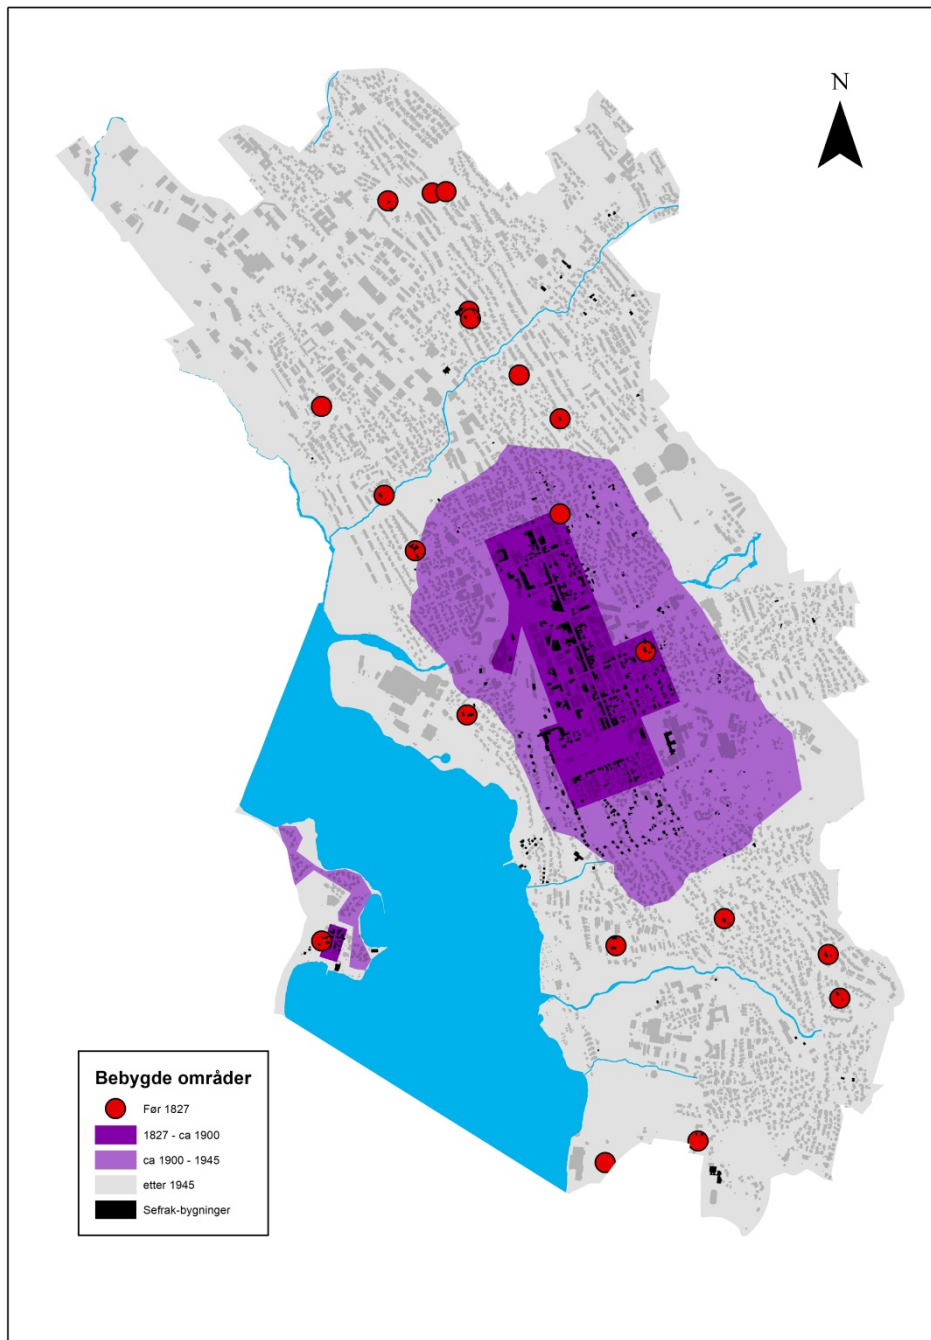 N
Bebygde områder
Før 1827
1827 - ca 1900
ca 1900 - 1945
etter 1945
Sefrak-bygninger